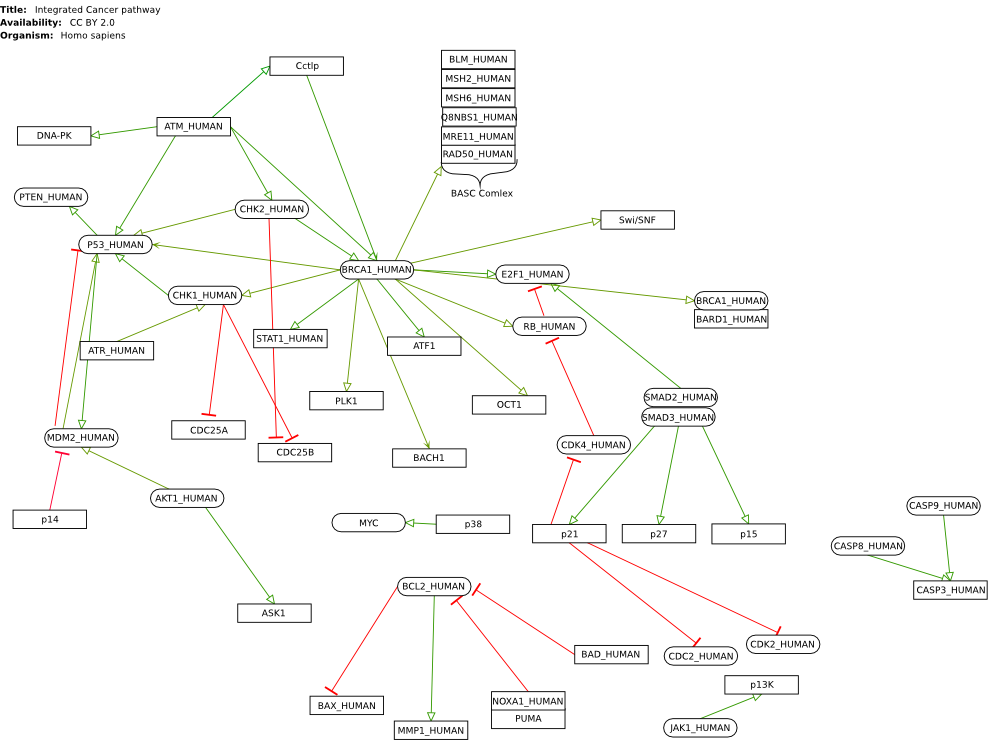 Title: Integrated Cancer pathway
Availability: CC BY 2.0
Organism: Homo sapiens
BLM_HUMAN
Cctlp
MSH2_HUMAN
MSH6_HUMAN
Q8NBS1_HUMAN
ATM_HUMAN
DNA-PK
MRE11_HUMAN
RAD50_HUMAN
BASC Comlex
PTEN_HUMAN
CHK2_HUMAN
Swi/SNF
P53_HUMAN
BRCA1_HUMAN
E2F1_HUMAN
CHK1_HUMAN
BRCA1_HUMAN
BARD1_HUMAN
RB_HUMAN
STAT1_HUMAN
ATF1
ATR_HUMAN
PLK1
OCT1
SMAD2_HUMAN
SMAD3_HUMAN
CDC25A
MDM2_HUMAN
CDK4_HUMAN
CDC25B
BACH1
AKT1_HUMAN
CASP9_HUMAN
p14
MYC
p38
p21
p27
p15
CASP8_HUMAN
BCL2_HUMAN
CASP3_HUMAN
ASK1
CDK2_HUMAN
BAD_HUMAN
CDC2_HUMAN
p13K
BAX_HUMAN
NOXA1_HUMAN
PUMA
MMP1_HUMAN
JAK1_HUMAN